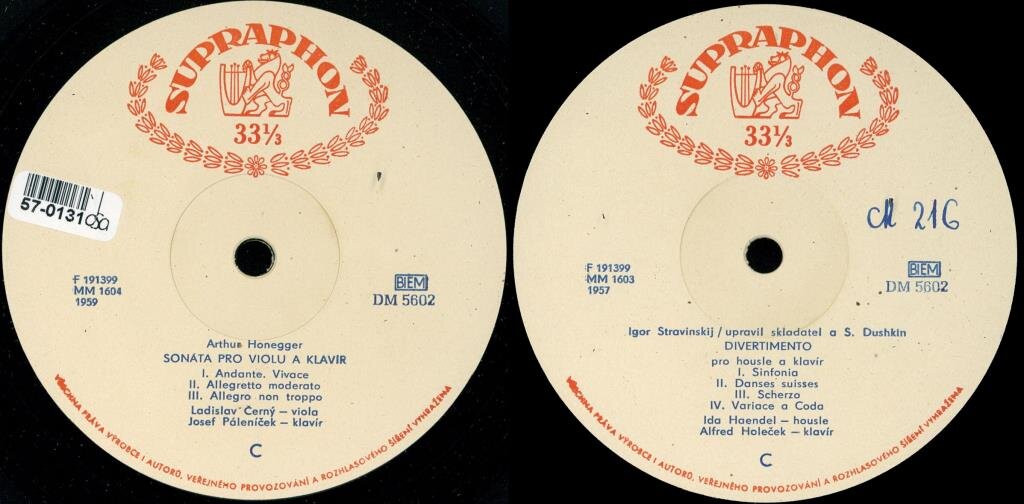 SUPRAPHON
33⅓
57-0131
F 191399
MM 1604
1959
BIEM
DM 5602
Arthur Honegger
SONÁTA PRO VIOLU A KLAVÍR
I. Andante. Vivace
II. Allegretto moderato
III. Allegro non troppo
Ladislav Černý – viola
Josef Páleníček – klavír
C
VŠECHNA PRÁVA VÝROBCE I AUTORŮ, VEŘEJNÉHO PROVOZOVÁNÍ A ROZHLASOVÉHO ŠÍŘENÍ VYHRAŽENA
SUPRAPHON
33⅓
216
F 191399
MM 1603
1957
BIEM
DM 5602
Igor Stravinskij / upravil skladatel a S. Dushkin
DIVERTIMENTO
pro housle a klavír
I. Sinfonia
II. Danses suisses
III. Scherzo
IV. Variace a Coda
Ida Haendel – housle
Alfred Holeček – klavír
C
VŠECHNA PRÁVA VÝROBCE I AUTORŮ, VEŘEJNÉHO PROVOZOVÁNÍ A ROZHLASOVÉHO ŠÍŘENÍ VYHRAŽENA